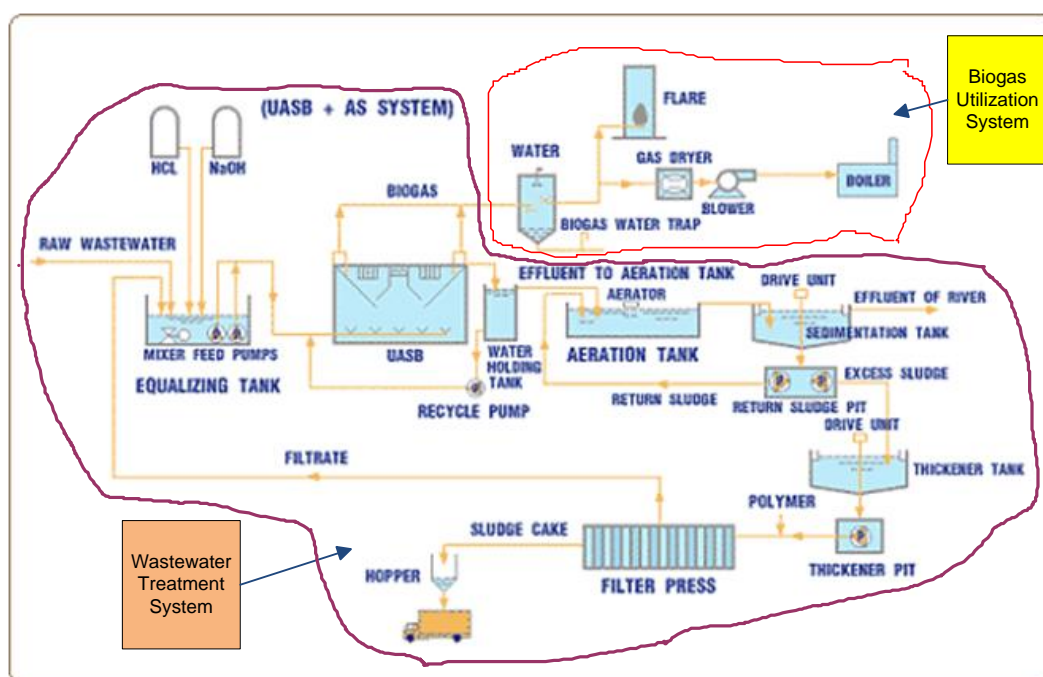 Biogas
Utilization
System
(UASB + AS SYSTEM)
FLARE
HCL
NaOH
WATER
GAS DRYER
BIOGAS
BLOWER
BOILER
BIOGAS WATER TRAP
RAW WASTEWATER
EFFLUENT TO AERATION TANK
DRIVE UNIT
AERATOR
EFFLUENT OF RIVER
SEDIMENTATION TANK
MIXER FEED PUMPS
UASB
WATER
HOLDING
TANK
AERATION TANK
EQUALIZING TANK
EXCESS SLUDGE
RECYCLE PUMP
RETURN SLUDGE
RETURN SLUDGE PIT
DRIVE UNIT
FILTRATE
THICKENER TANK
POLYMER
SLUDGE CAKE
HOPPER
FILTER PRESS
THICKENER PIT
Wastewater
Treatment
System